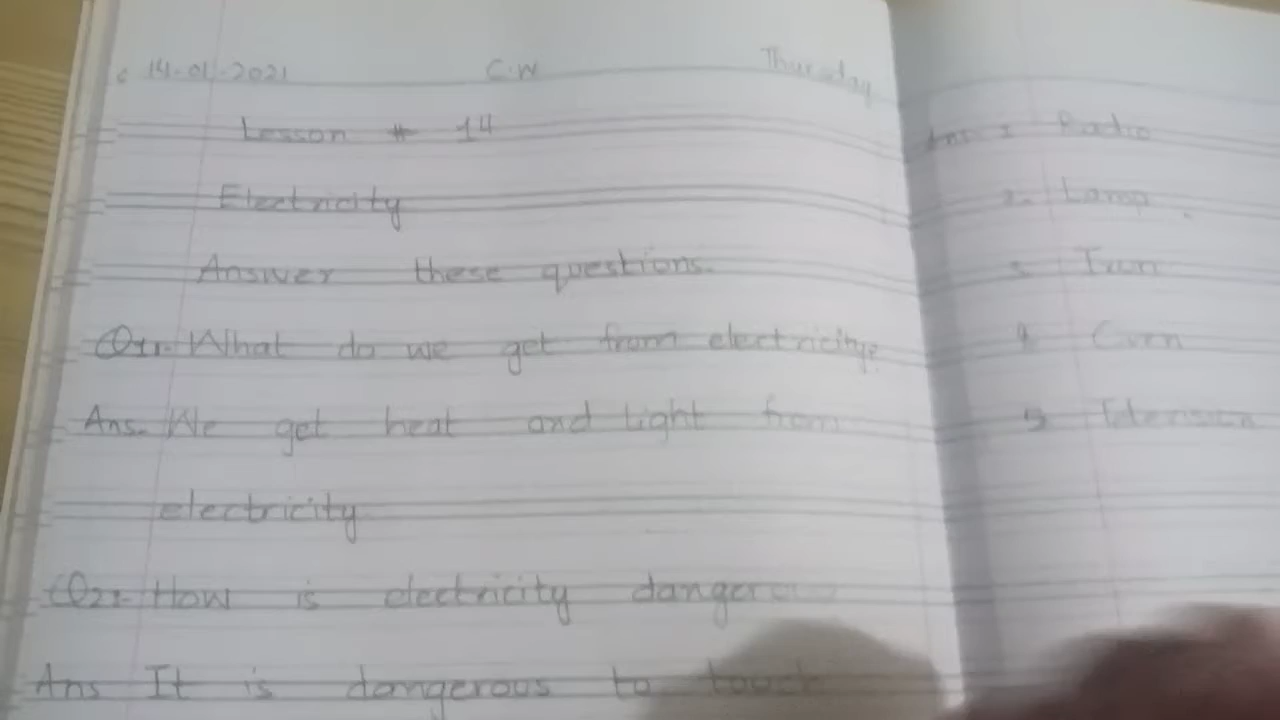 14-01-2021 C.W Thursday
Lesson # 14
Electricity
Answer these questions.
Q1. What do we get from electricity?
Ans. We get heat and light from
electricity
Q2. How is electricity
Ans It is dangerous to touch
Ans 1 Radio
2. Lamp
3. Iron
4
5